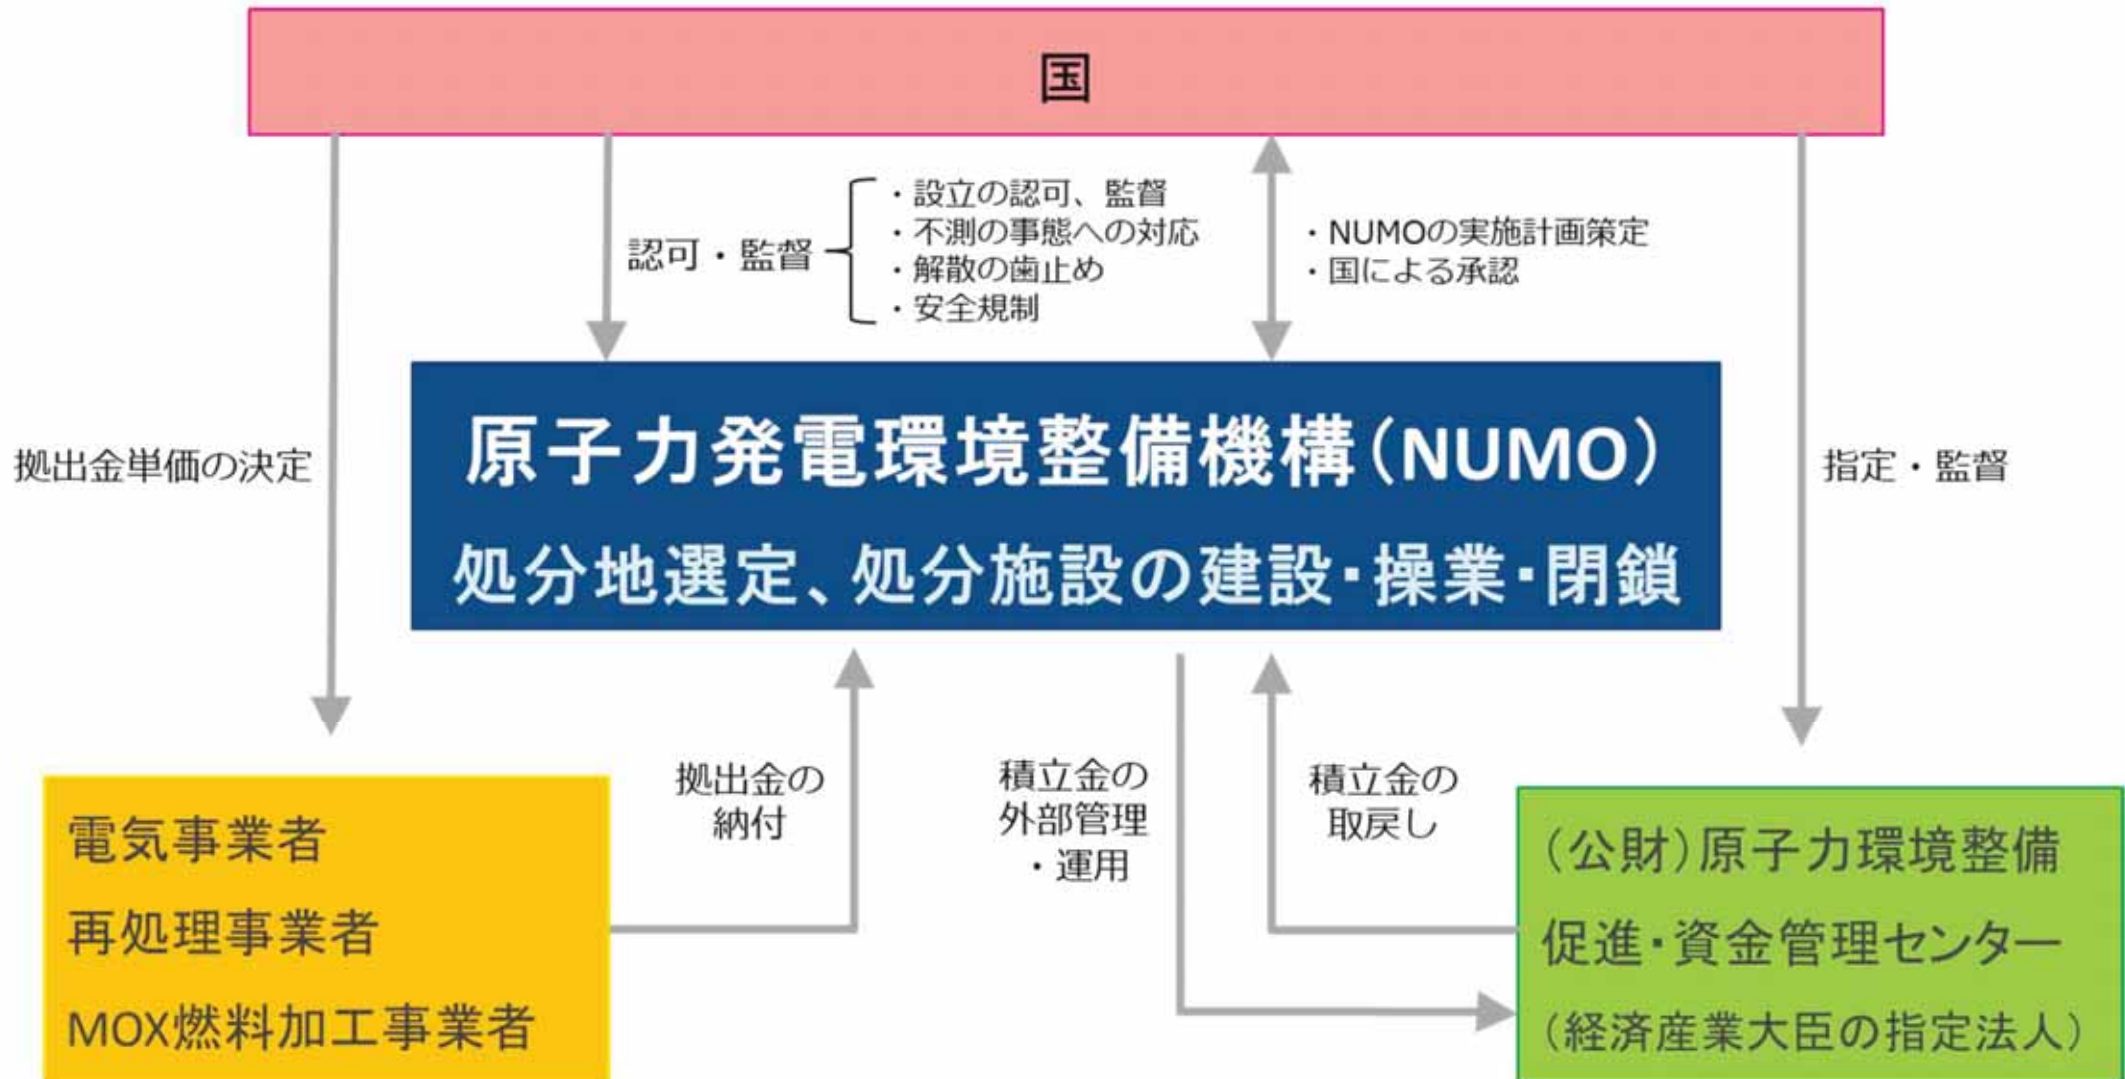 国
・設立の認可、監督
・不測の事態への対応
・解散の歯止め
・安全規制
認可・監督
・NUMOの実施計画策定
・国による承認
原子力発電環境整備機構（NUMO）
処分地選定、処分施設の建設・操業・閉鎖
拠出金単価の決定
指定・監督
拠出金の
納付
積立金の
外部管理
・運用
積立金の
取戻し
電気事業者
再処理事業者
MOX燃料加工事業者
（公財）原子力環境整備
促進・資金管理センター
（経済産業大臣の指定法人）